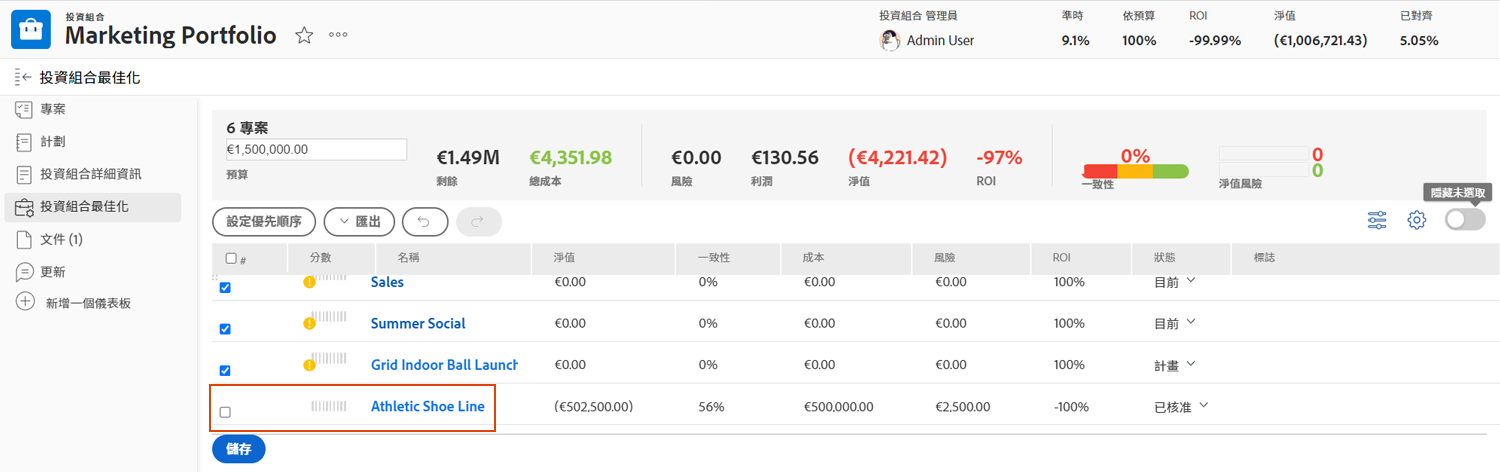 投資組合
Marketing Portfolio
投資組合 管理員
Admin User
準時
9.1%
依預算
100%
ROI
-99.99%
淨值
(€1,006,721.43)
已對齊
5.05%
投資組合最佳化
專案
計劃
投資組合詳細資訊
投資組合最佳化
文件 (1)
更新
新增一個儀表板
6 專案
€1,500,000.00
預算
€1.49M
剩餘
€4,351.98
總成本
€0.00
風險
€130.56
利潤
(€4,221.42)
淨值
-97%
ROI
0%
一致性
0
0
淨值風險
隱藏未選取
設定優先順序
匯出
# 分數 名稱 淨值 一致性 成本 風險 ROI 狀態 標誌
Sales €0.00 0% €0.00 €0.00 100% 目前
Summer Social €0.00 0% €0.00 €0.00 100% 目前
Grid Indoor Ball Launch €0.00 0% €0.00 €0.00 100% 計畫
Athletic Shoe Line (€502,500.00) 56% €500,000.00 €2,500.00 -100% 已核准
儲存